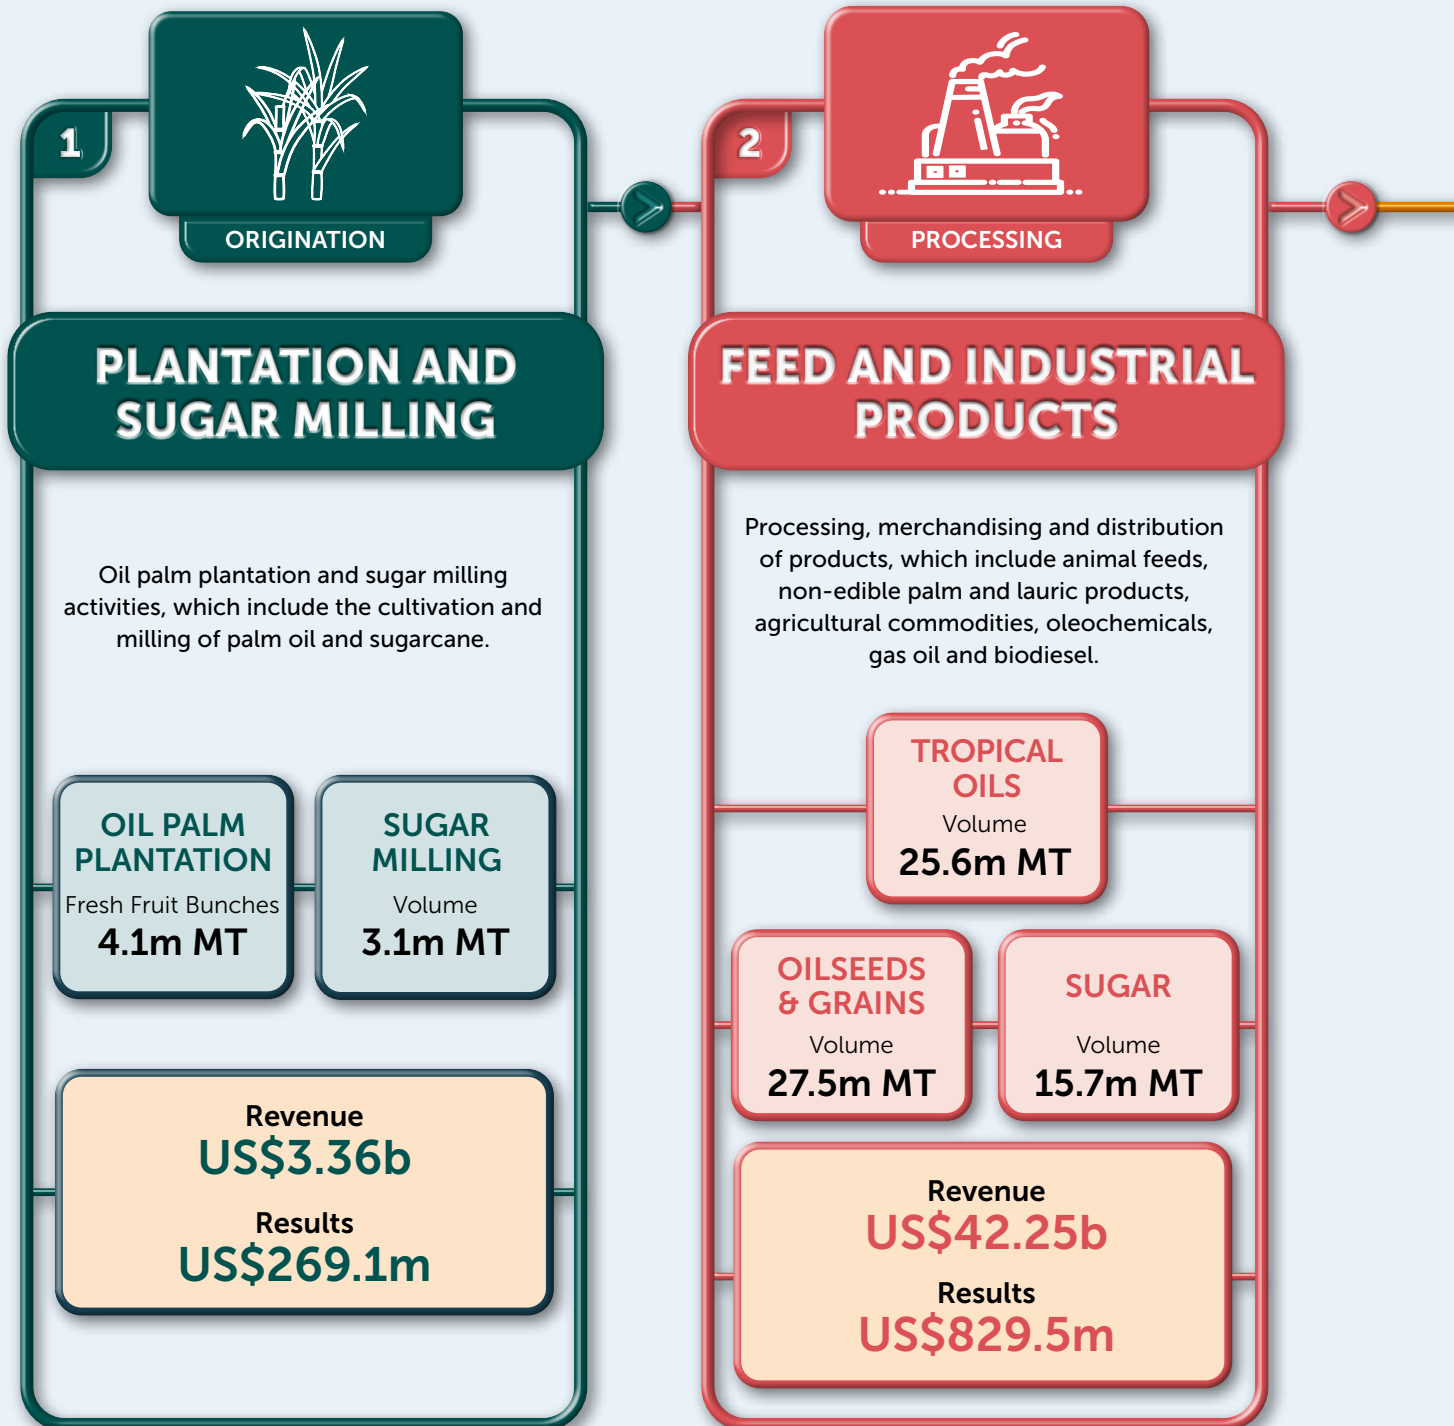 1
ORIGINATION
PLANTATION AND
SUGAR MILLING
Oil palm plantation and sugar milling
activities, which include the cultivation and
milling of palm oil and sugarcane.
OIL PALM
PLANTATION
Fresh Fruit Bunches
4.1m MT
SUGAR
MILLING
Volume
3.1m MT
Revenue
US$3.36b
Results
US$269.1m
2
PROCESSING
FEED AND INDUSTRIAL
PRODUCTS
Processing, merchandising and distribution
of products, which include animal feeds,
non-edible palm and lauric products,
agricultural commodities, oleochemicals,
gas oil and biodiesel.
TROPICAL
OILS
Volume
25.6m MT
OILSEEDS
& GRAINS
Volume
27.5m MT
SUGAR
Volume
15.7m MT
Revenue
US$42.25b
Results
US$829.5m